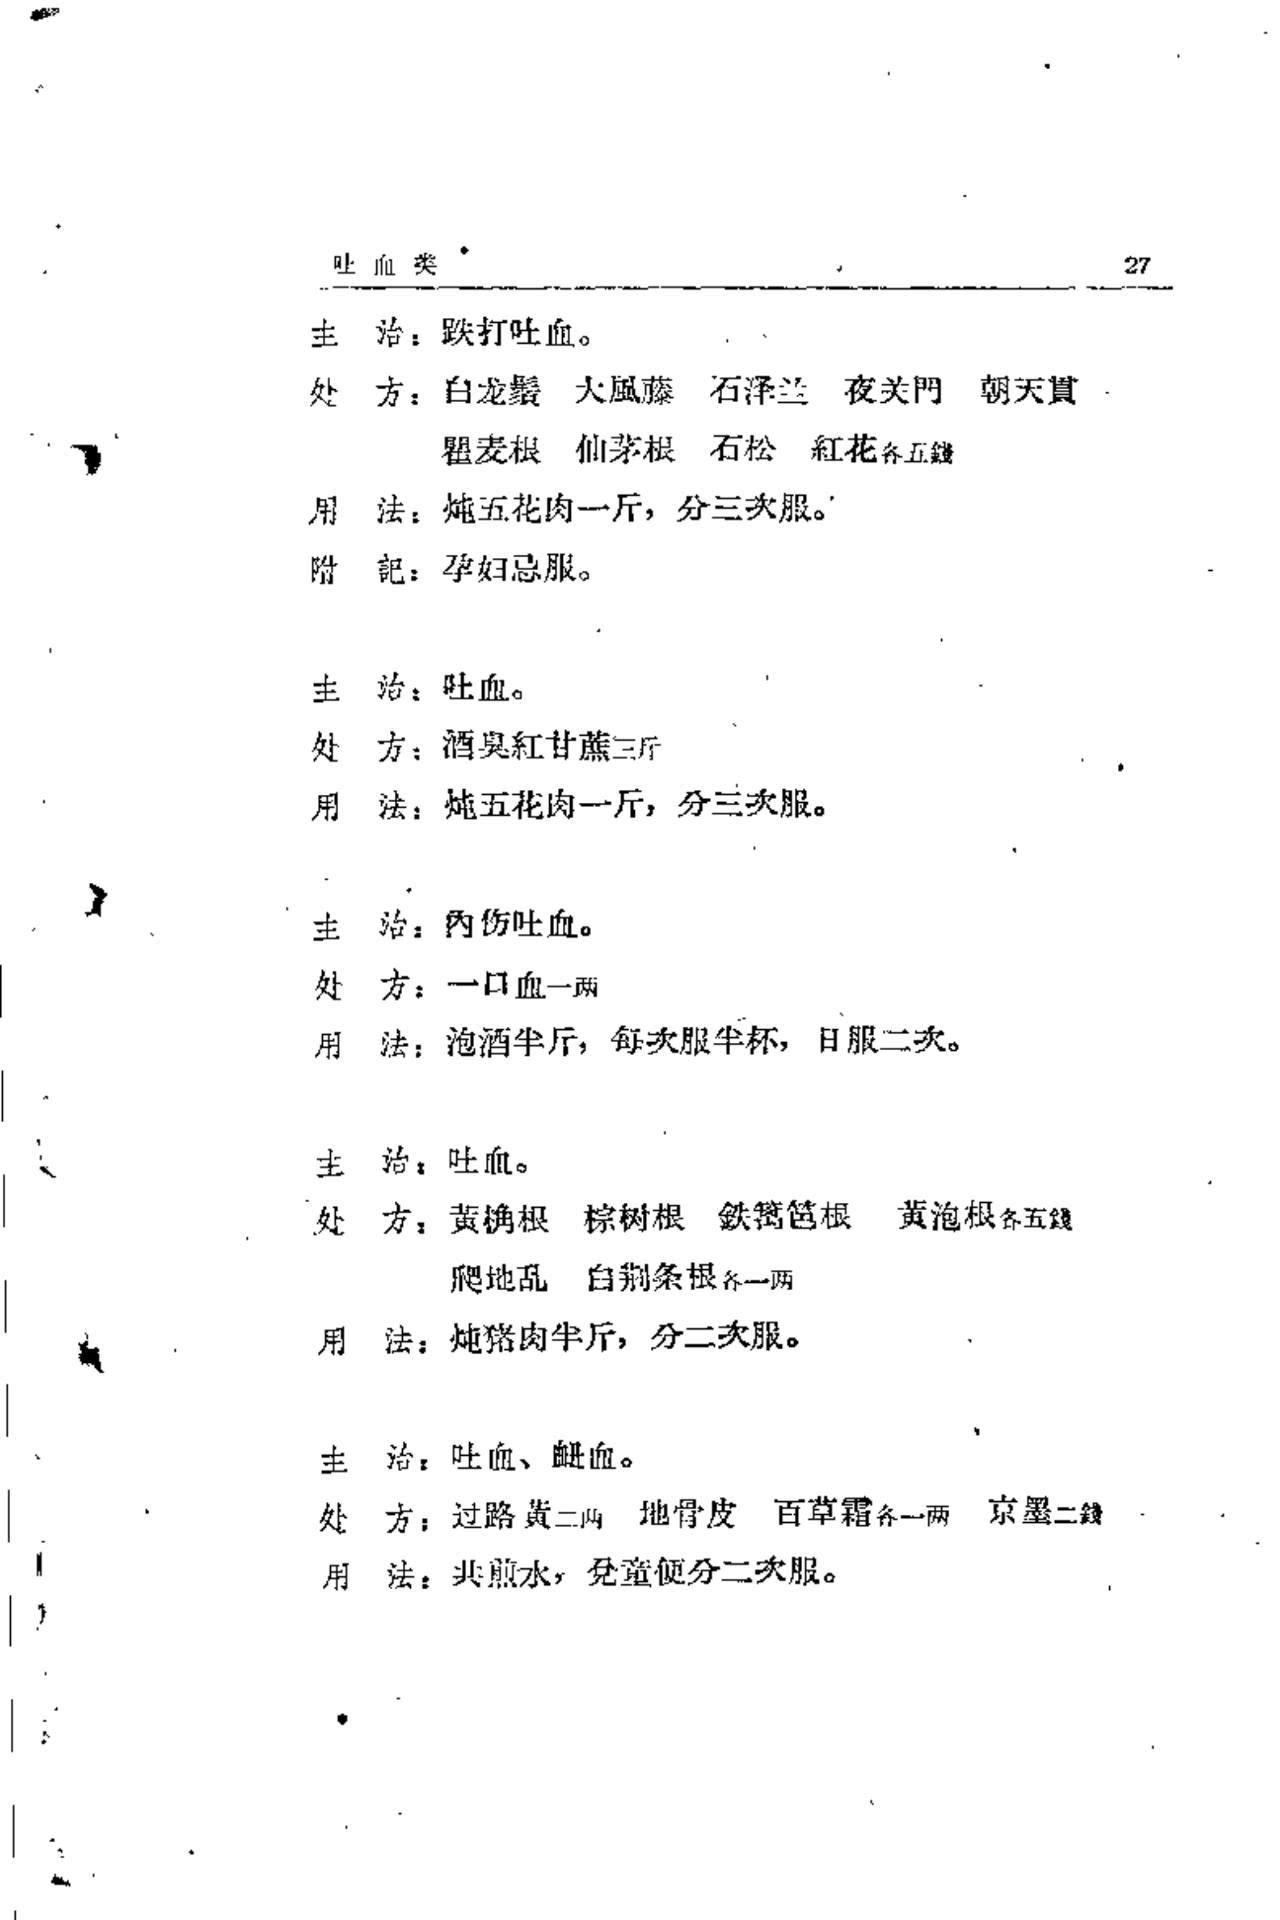 吐血类 27
主　治：跌打吐血。
处　方：白龙鬚　大風藤　石泽兰　夜关門　朝天貫
瞿麦根　仙茅根　石松　紅花各五錢
用　法：炖五花肉一斤，分三次服。
附　記：孕妇忌服。
主　治：吐血。
处　方：酒臭紅甘蔗三斤
用　法：炖五花肉一斤，分三次服。
主　治：內伤吐血。
处　方：一口血一両
用　法：泡酒半斤，每次服半杯，日服二次。
主　治：吐血。
处　方：黃桷根　棕树根　鉄篱笆根　黃泡根各五錢
爬地乱　白荆条根各一两
用　法：炖猪肉半斤，分二次服。
主　治：吐血、衄血。
处　方：过路黃二两　地骨皮　百草霜各一两　京墨二錢
用　法：共煎水，兌童便分二次服。